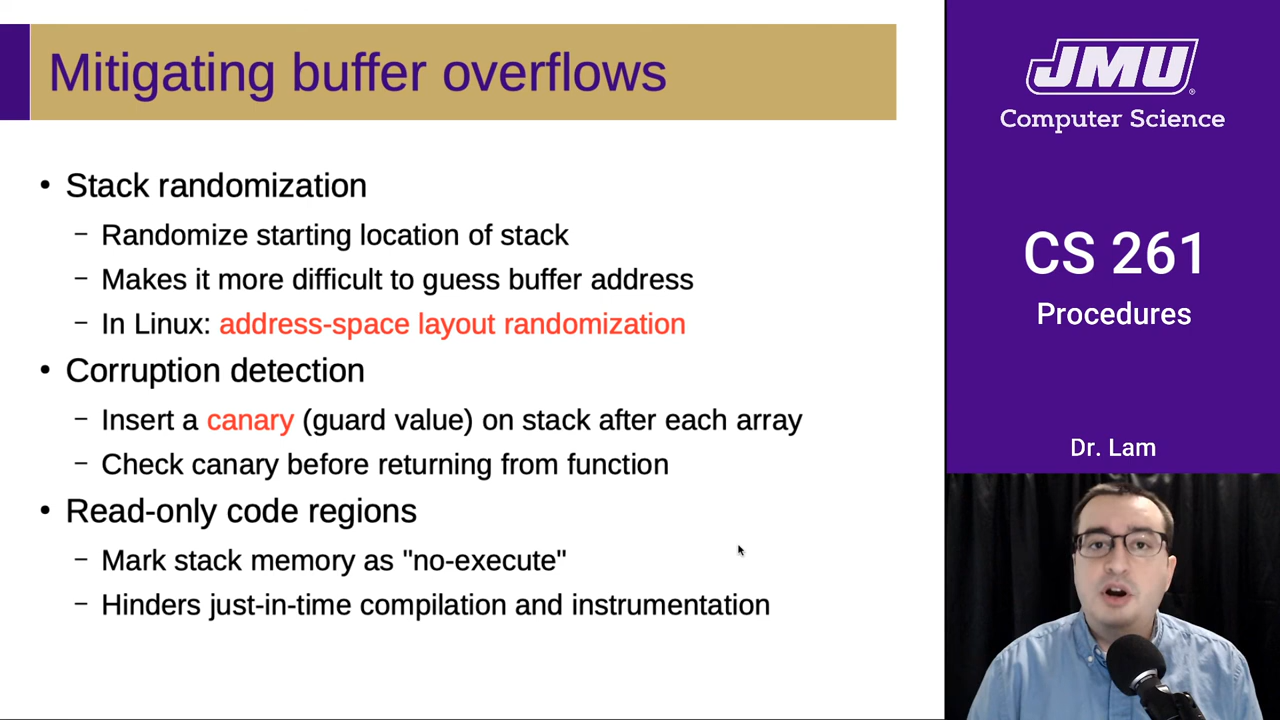 Mitigating buffer overflows
• Stack randomization
– Randomize starting location of stack
– Makes it more difficult to guess buffer address
– In Linux: address-space layout randomization
• Corruption detection
– Insert a canary (guard value) on stack after each array
– Check canary before returning from function
• Read-only code regions
– Mark stack memory as "no-execute"
– Hinders just-in-time compilation and instrumentation
JMU®
Computer Science
CS 261
Procedures
Dr. Lam